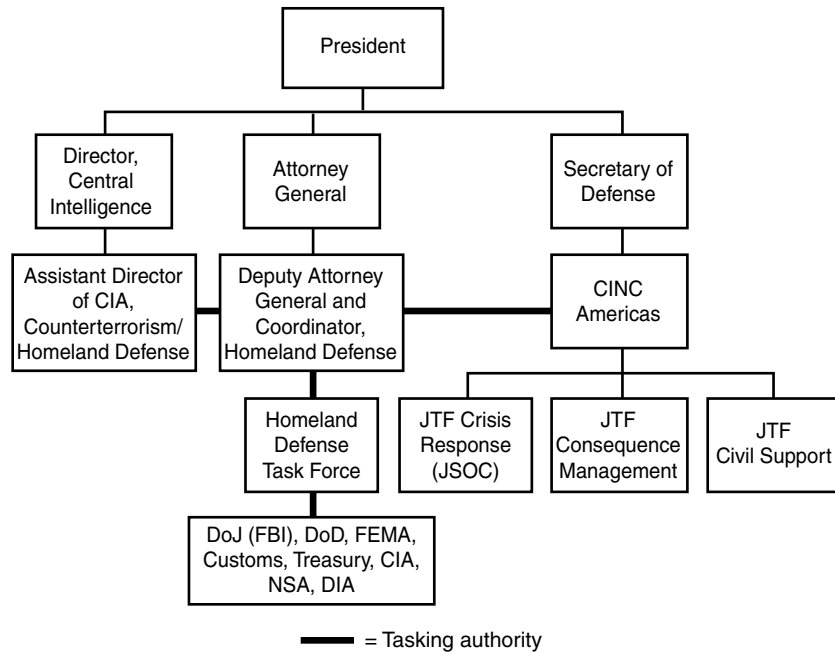 President
Director,
Central
Intelligence
Attorney
General
Secretary of
Defense
Assistant Director
of CIA,
Counterterrorism/
Homeland Defense
Deputy Attorney
General and
Coordinator,
Homeland Defense
CINC
Americas
Homeland
Defense
Task Force
JTF Crisis
Response
(JSOC)
JTF
Consequence
Management
JTF
Civil Support
DoJ (FBI), DoD, FEMA,
Customs, Treasury, CIA,
NSA, DIA
= Tasking authority